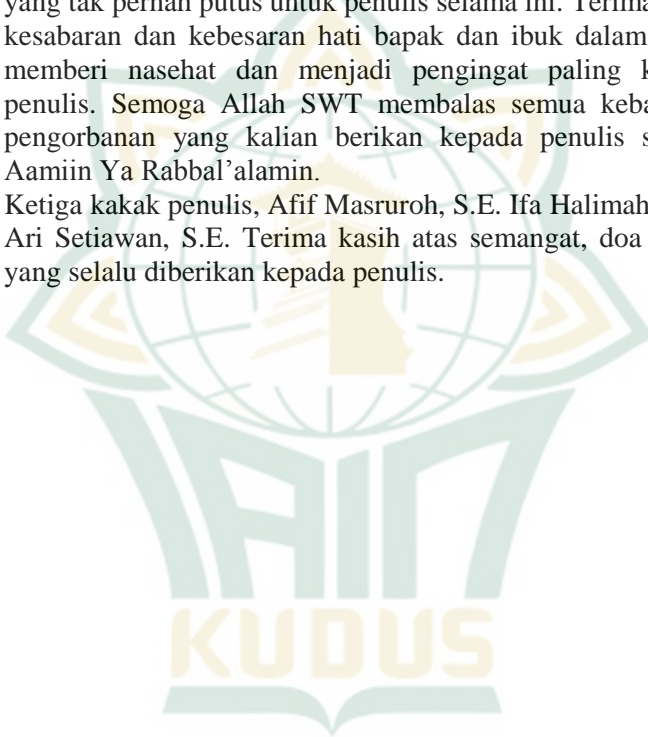 yang tak pernah putus untuk penulis selama ini. Terima
kesabaran dan kebesaran hati bapak dan ibuk dalam
memberi nasehat dan menjadi pengingat paling
penulis. Semoga Allah SWT membalas semua
pengorbanan yang kalian berikan kepada penulis
Aamiin Ya Rabbal’alamin.
Ketiga kakak penulis, Afif Masruroh, S.E. Ifa Halimah
Ari Setiawan, S.E. Terima kasih atas semangat, doa
yang selalu diberikan kepada penulis.
IAIN
KUDUS